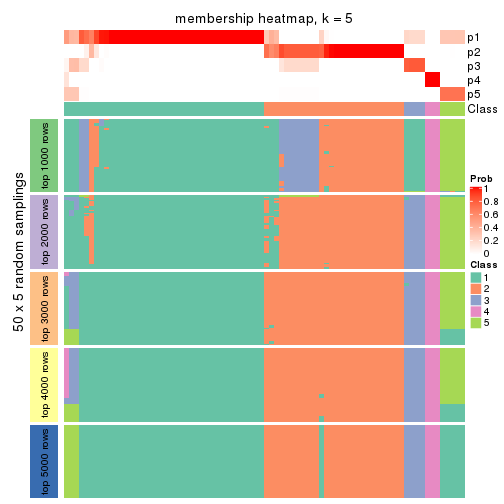 membership heatmap, k = 5
p1
p2
p3
p4
p5
Class
50 x 5 random samplings
top 1000 rows
top 2000 rows
top 3000 rows
top 4000 rows
top 5000 rows
Prob
1
0.8
0.6
0.4
0.2
0
Class
1
2
3
4
5